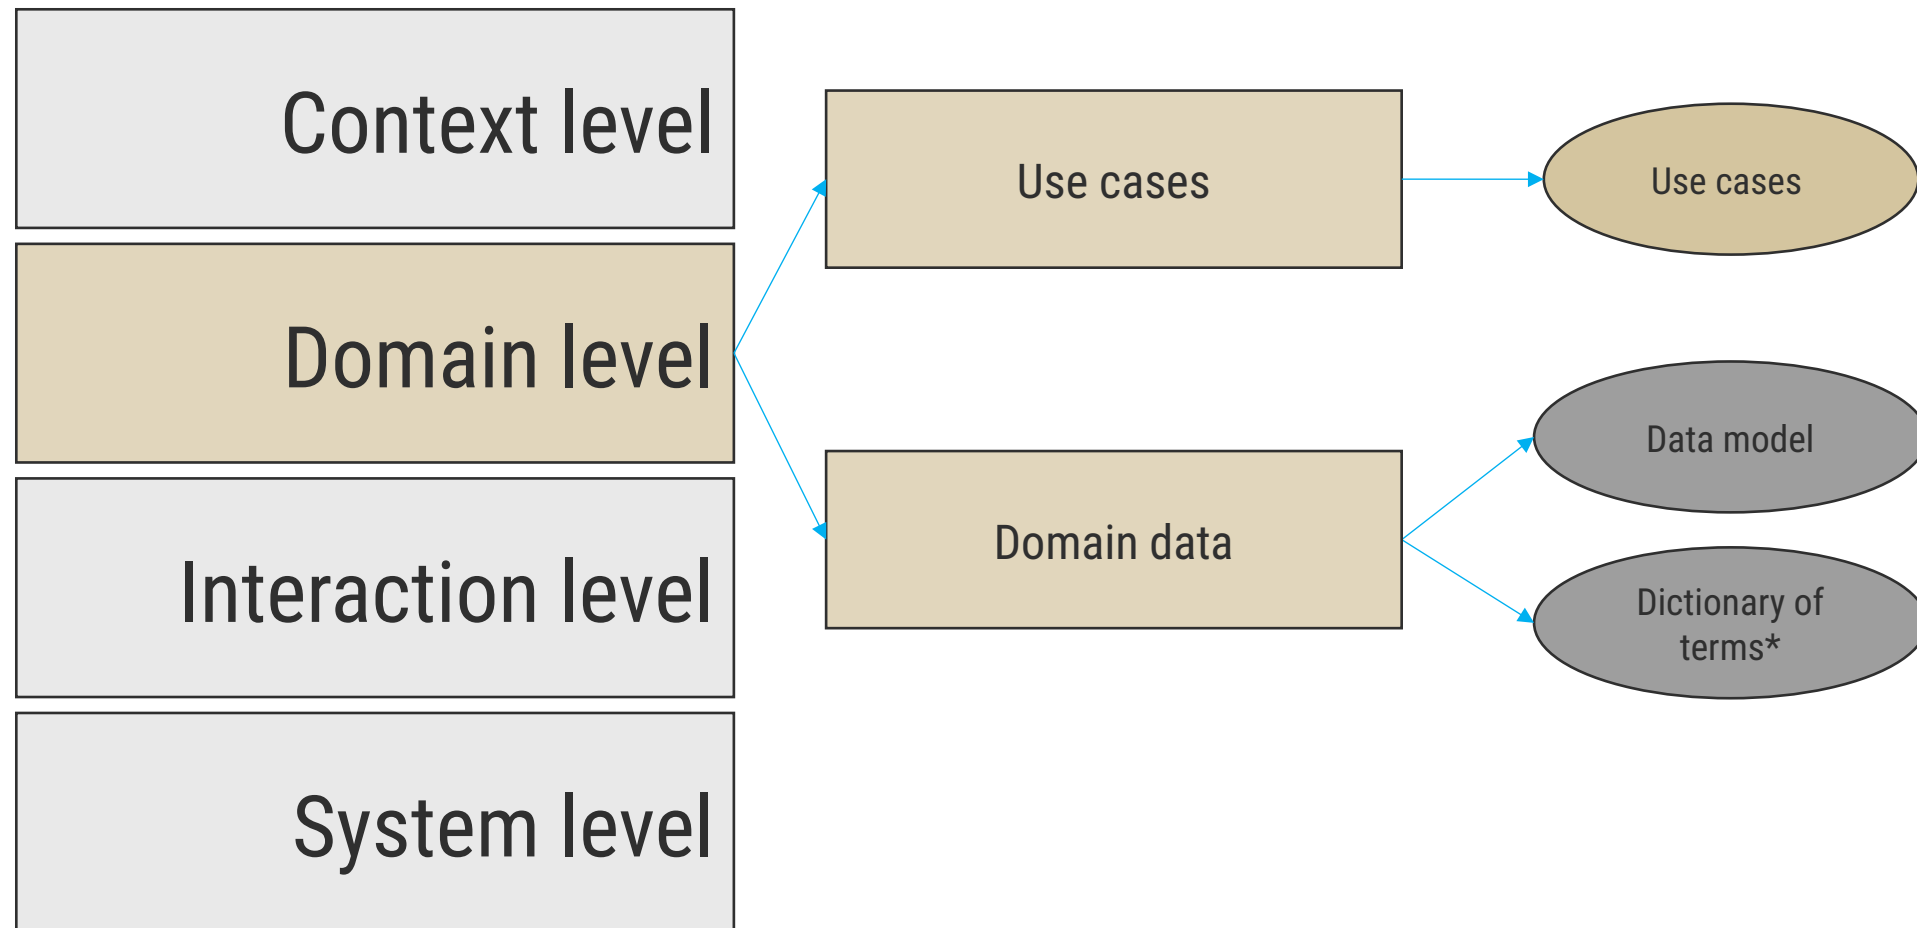 Context level
Domain level
Interaction level
System level
Use cases
Domain data
Use cases
Data model
Dictionary of
terms*